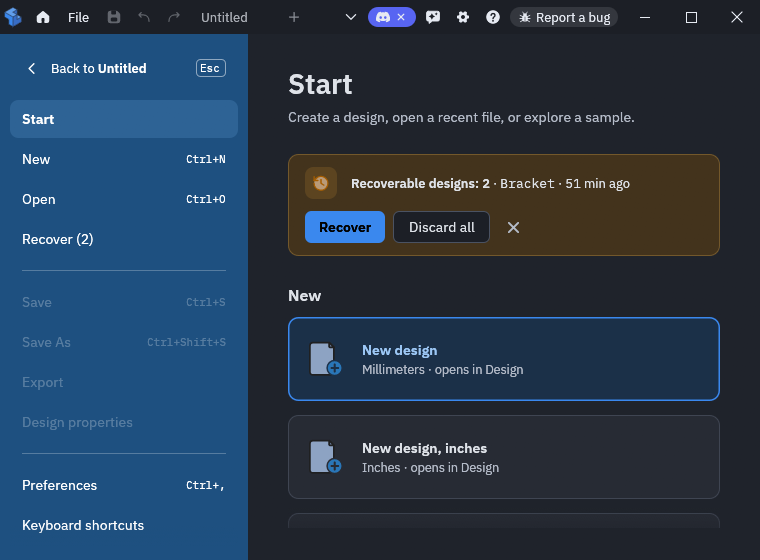 File
Untitled
Report a bug
Back to Untitled
Esc
Start
New
Ctrl+N
Open
Ctrl+O
Recover (2)
Save
Ctrl+S
Save As
Ctrl+Shift+S
Export
Design properties
Preferences
Ctrl+,
Keyboard shortcuts
Start
Create a design, open a recent file, or explore a sample.
Recoverable designs: 2 · Bracket · 51 min ago
Recover
Discard all
New
New design
Millimeters · opens in Design
New design, inches
Inches · opens in Design